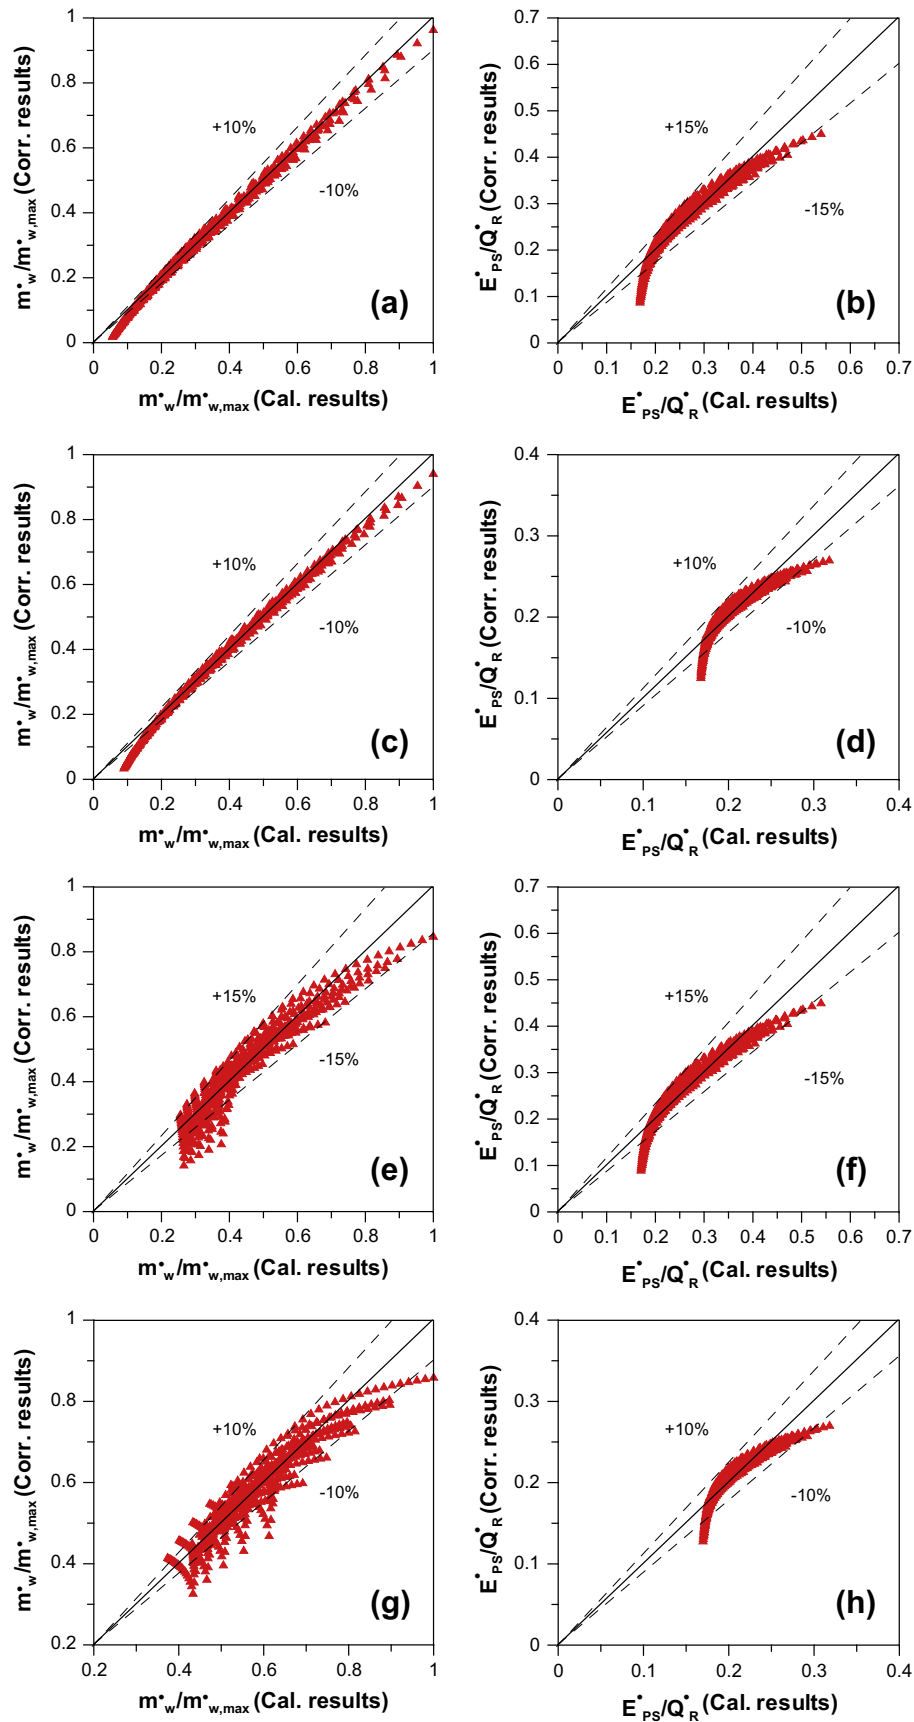 1
0.8
0.6
0.4
0.2
0
m•w/m•w,max (Corr. results)
+10%
-10%
(a)
0 0.2 0.4 0.6 0.8 1
m•w/m•w,max (Cal. results)
0.7
0.6
0.5
0.4
0.3
0.2
0.1
0
E•PS/Q•R (Corr. results)
+15%
-15%
(b)
0 0.1 0.2 0.3 0.4 0.5 0.6 0.7
E•PS/Q•R (Cal. results)
1
0.8
0.6
0.4
0.2
0
m•w/m•w,max (Corr. results)
+10%
-10%
(c)
0 0.2 0.4 0.6 0.8 1
m•w/m•w,max (Cal. results)
0.4
0.3
0.2
0.1
0
E•PS/Q•R (Corr. results)
+10%
-10%
(d)
0 0.1 0.2 0.3 0.4
E•PS/Q•R (Cal. results)
1
0.8
0.6
0.4
0.2
0
m•w/m•w,max (Corr. results)
+15%
-15%
(e)
0 0.2 0.4 0.6 0.8 1
m•w/m•w,max (Cal. results)
0.7
0.6
0.5
0.4
0.3
0.2
0.1
0
E•PS/Q•R (Corr. results)
+15%
-15%
(f)
0 0.1 0.2 0.3 0.4 0.5 0.6 0.7
E•PS/Q•R (Cal. results)
1
0.8
0.6
0.4
0.2
m•w/m•w,max (Corr. results)
+10%
-10%
(g)
0.2 0.4 0.6 0.8 1
m•w/m•w,max (Cal. results)
0.4
0.3
0.2
0.1
0
E•PS/Q•R (Corr. results)
+10%
-10%
(h)
0 0.1 0.2 0.3 0.4
E•PS/Q•R (Cal. results)